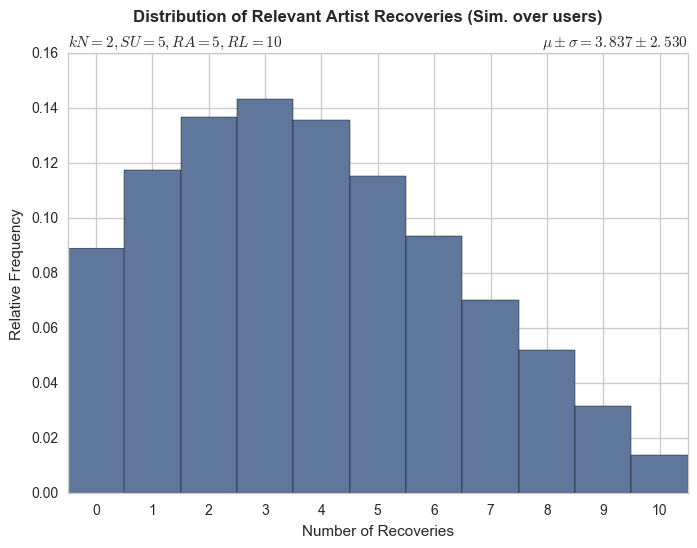 Distribution of Relevant Artist Recoveries (Sim. over users)
kN = 2, SU = 5, RA = 5, RL = 10
μ ± σ = 3.837 ± 2.530
0.16
0.14
0.12
0.10
0.08
0.06
0.04
0.02
0.00
Relative Frequency
0 1 2 3 4 5 6 7 8 9 10
Number of Recoveries